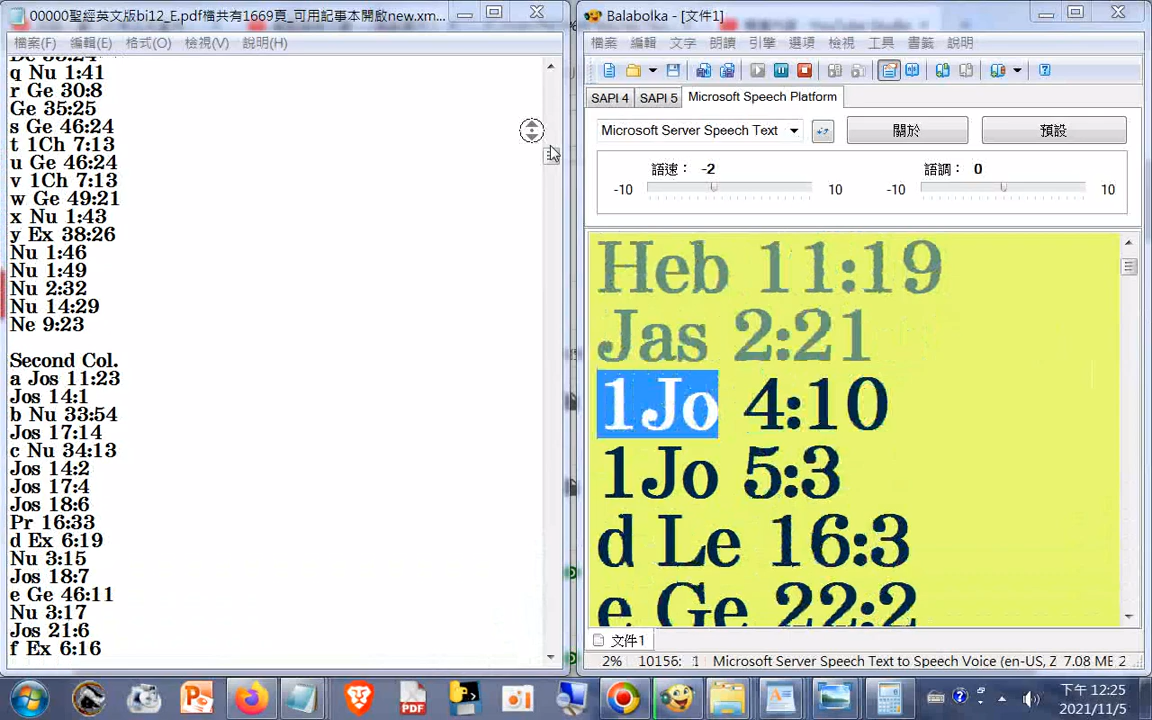 00000聖經英文版bi12_E.pdf檔共有1669頁_可用記事本開啟new.xm...
檔案(F) 編輯(E) 格式(O) 檢視(V) 說明(H)
De 33:24
q Nu 1:41
r Ge 30:8
Ge 35:25
s Ge 46:24
t 1Ch 7:13
u Ge 46:24
v 1Ch 7:13
w Ge 49:21
x Nu 1:43
y Ex 38:26
Nu 1:46
Nu 1:49
Nu 2:32
Nu 14:29
Ne 9:23
Second Col.
a Jos 11:23
Jos 14:1
b Nu 33:54
Jos 17:14
c Nu 34:13
Jos 14:2
Jos 17:4
Jos 18:6
Pr 16:33
d Ex 6:19
Nu 3:15
Jos 18:7
e Ge 46:11
Nu 3:17
Jos 21:6
f Ex 6:16
Balabolka - [文件1]
檔案 編輯 文字 朗讀 引擎 選項 檢視 工具 書籤 說明
SAPI 4 SAPI 5 Microsoft Speech Platform
Microsoft Server Speech Text 關於 預設
語速： -2 語調： 0
-10 10 -10 10
Heb 11:19
Jas 2:21
1Jo 4:10
1Jo 5:3
d Le 16:3
e Ge 22:2
文件1
2% 10156: 1 Microsoft Server Speech Text to Speech Voice (en-US, Z 7.08 ME 2
PDF
下午 12:25
2021/11/5